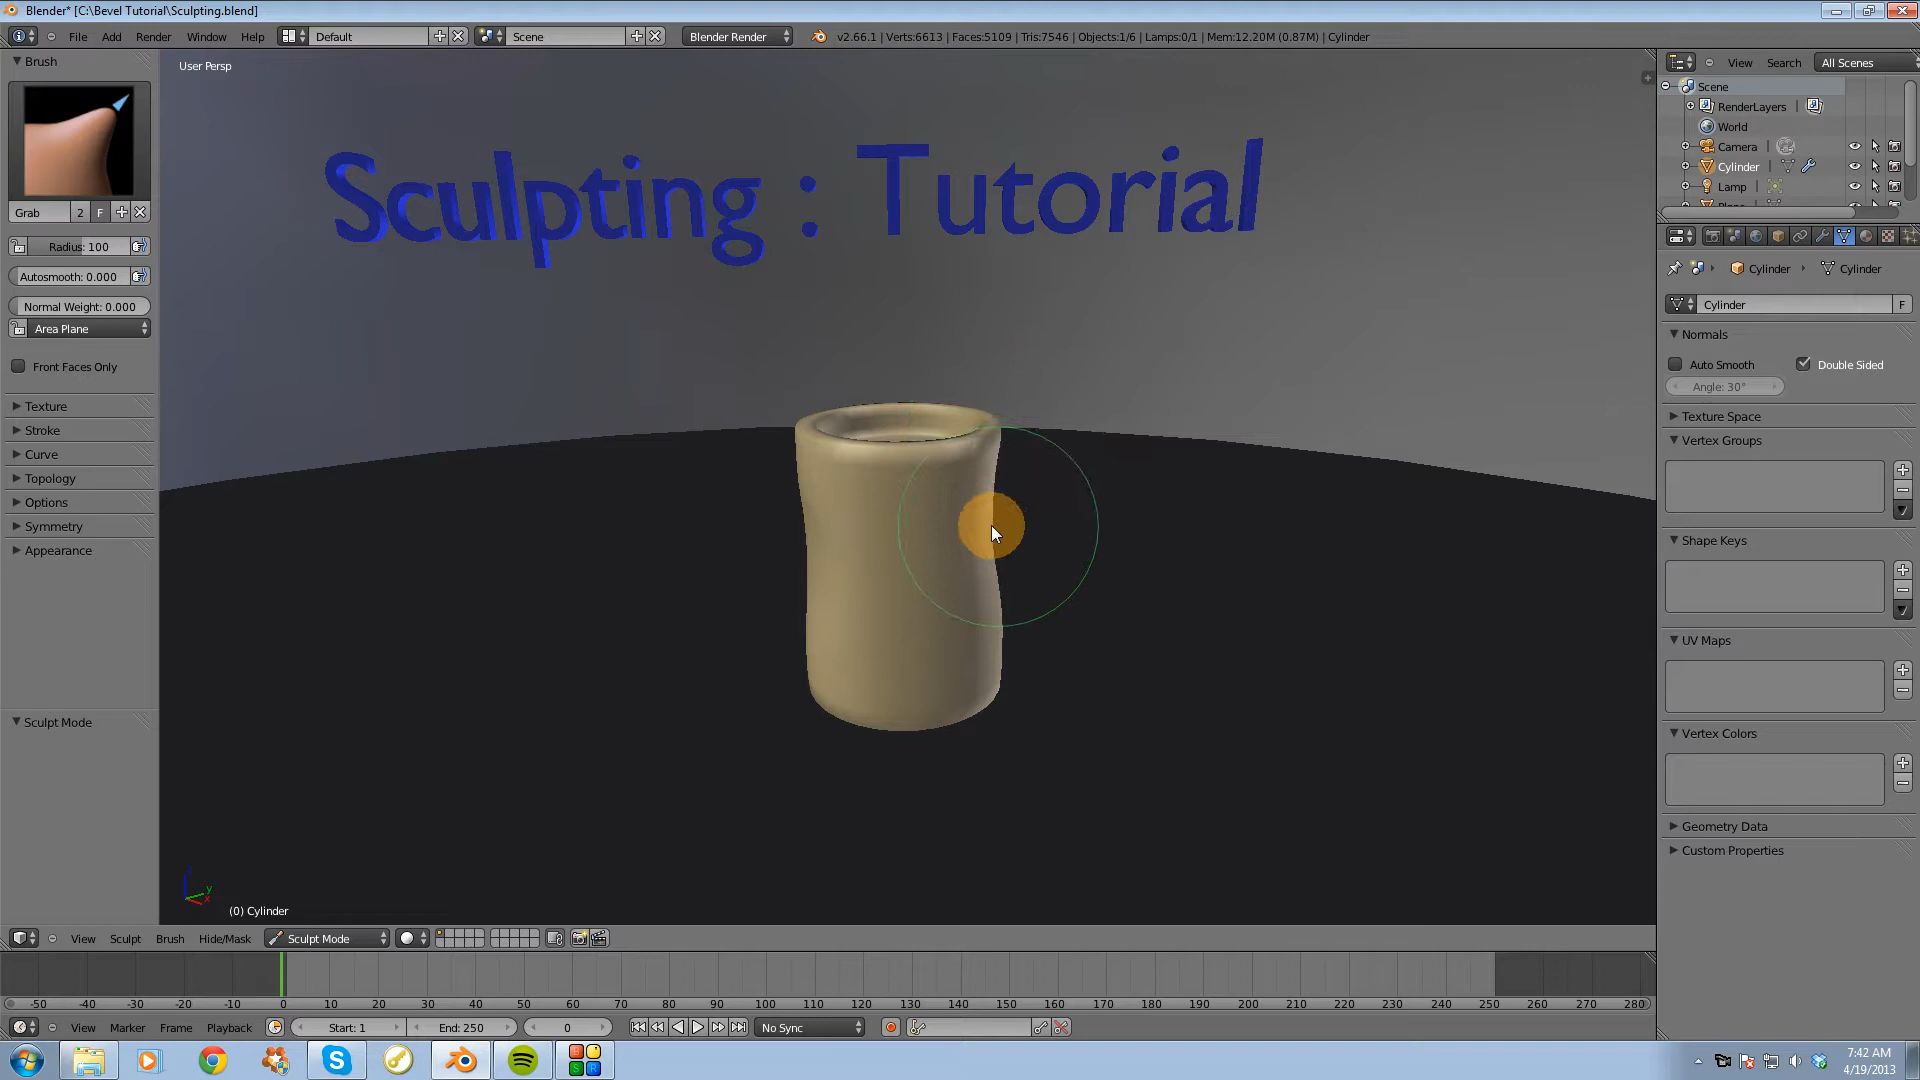 Blender* [C:\Bevel Tutorial\Sculpting.blend]
File Add Render Window Help Default Scene Blender Render v2.66.1 | Verts:6613 | Faces:5109 | Tris:7546 | Objects:1/6 | Lamps:0/1 | Mem:12.20M (0.87M) | Cylinder
Brush
Grab 2 F
Radius: 100
Autosmooth: 0.000
Normal Weight: 0.000
Area Plane
Front Faces Only
Texture
Stroke
Curve
Topology
Options
Symmetry
Appearance
Sculpt Mode
User Persp
Sculpting : Tutorial
(0) Cylinder
View Search All Scenes
Scene
RenderLayers
World
Camera
Cylinder
Lamp
Cylinder Cylinder
Cylinder F
Normals
Auto Smooth Double Sided
Angle: 30°
Texture Space
Vertex Groups
Shape Keys
UV Maps
Vertex Colors
Geometry Data
Custom Properties
View Sculpt Brush Hide/Mask Sculpt Mode
-50 -40 -30 -20 -10 0 10 20 30 40 50 60 70 80 90 100 110 120 130 140 150 160 170 180 190 200 210 220 230 240 250 260 270 280
View Marker Frame Playback Start: 1 End: 250 0 No Sync
7:42 AM
4/19/2013